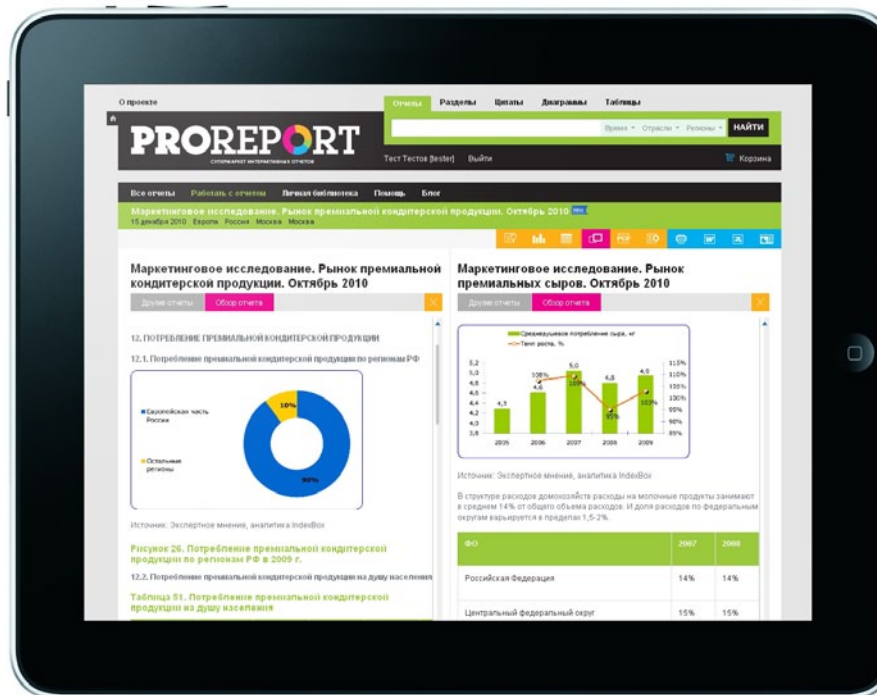 О проекте
Отчеты Разделы Цитаты Диаграммы Таблицы
Время Отрасли Регионы НАЙТИ
PROREPORT
СУПЕРМАРКЕТ ИНТЕРАКТИВНЫХ ОТЧЕТОВ
Тест Тестов [tester] Выйти Корзина
Все отчеты Работать с отчетом Личная библиотека Помощь Блог
Маркетинговое исследование. Рынок премиальной кондитерской продукции. Октябрь 2010
15 декабря 2010 Европа Россия Москва Москва
PDF W
Маркетинговое исследование. Рынок премиальной
кондитерской продукции. Октябрь 2010
Другие отчеты Обзор отчета
12. ПОТРЕБЛЕНИЕ ПРЕМИАЛЬНОЙ КОНДИТЕРСКОЙ ПРОДУКЦИИ
12.1. Потребление премиальной кондитерской продукции по регионам РФ
10%
Европейская часть
России
Остальные
регионы
90%
Источник: Экспертное мнение, аналитика IndexBox
Рисунок 26. Потребление премиальной кондитерской
продукции по регионам РФ в 2009 г.
12.2. Потребление премиальной кондитерской продукции на душу населения
Таблица 51. Потребление премиальной кондитерской
продукции на душу населения
Маркетинговое исследование. Рынок
премиальных сыров. Октябрь 2010
Другие отчеты Обзор отчета
Среднедушевое потребление сыра, кг
Темп роста, %
5,2 5,0 115%
5,0 108% 4,8 4,9 110%
4,8 4,6 109% 105%
4,6 4,3 103% 100%
4,4 95% 95%
4,2
4,0 90%
3,8 85%
2005 2006 2007 2008 2009
Источник: Экспертное мнение, аналитика IndexBox
В структуре расходов домохозяйств расходы на молочные продукты занимают
в среднем 14% от общего объема расходов. И доля расходов по федеральным
округам варьируется в пределах 1,5-2%.
ФО 2007 2008
Российская Федерация 14% 14%
Центральный федеральный округ 15% 15%